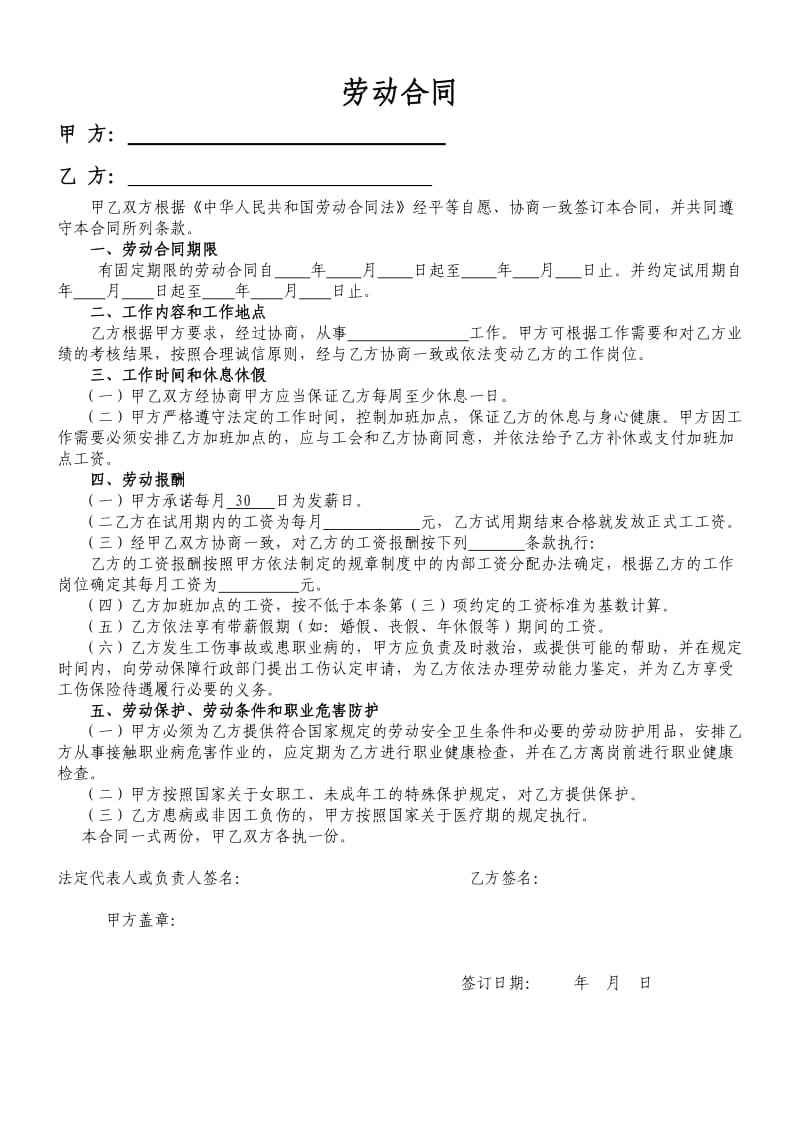 劳动合同
甲 方：____________________
乙 方：____________________
甲乙双方根据《中华人民共和国劳动合同法》经平等自愿、协商一致签订本合同，并共同遵
守本合同所列条款。
一、劳动合同期限
有固定期限的劳动合同自____年____月____日起至____年___月___日止。并约定试用期自
年____月____日起至____年____月____日止。
二、工作内容和工作地点
乙方根据甲方要求，经过协商，从事_______________工作。甲方可根据工作需要和对乙方业
绩的考核结果，按照合理诚信原则，经与乙方协商一致或依法变动乙方的工作岗位。
三、工作时间和休息休假
（一）甲乙双方经协商甲方应当保证乙方每周至少休息一日。
（二）甲方严格遵守法定的工作时间，控制加班加点，保证乙方的休息与身心健康。甲方因工
作需要必须安排乙方加班加点的，应与工会和乙方协商同意，并依法给予乙方补休或支付加班加
点工资。
四、劳动报酬
（一）甲方承诺每月 30 日为发薪日。
（二乙方在试用期内的工资为每月____________元，乙方试用期结束合格就发放正式工工资。
（三）经甲乙双方协商一致，对乙方的工资报酬按下列_______条款执行：
乙方的工资报酬按照甲方依法制定的规章制度中的内部工资分配办法确定，根据乙方的工作
岗位确定其每月工资为__________元。
（四）乙方加班加点的工资，按不低于本条第（三）项约定的工资标准为基数计算。
（五）乙方依法享有带薪假期（如：婚假、丧假、年休假等）期间的工资。
（六）乙方发生工伤事故或患职业病的，甲方应负责及时救治，或提供可能的帮助，并在规定
时间内，向劳动保障行政部门提出工伤认定申请，为乙方依法办理劳动能力鉴定，并为乙方享受
工伤保险待遇履行必要的义务。
五、劳动保护、劳动条件和职业危害防护
（一）甲方必须为乙方提供符合国家规定的劳动安全卫生条件和必要的劳动防护用品，安排乙
方从事接触职业病危害作业的，应定期为乙方进行职业健康检查，并在乙方离岗前进行职业健康
检查。
（二）甲方按照国家关于女职工、未成年工的特殊保护规定，对乙方提供保护。
（三）乙方患病或非因工负伤的，甲方按照国家关于医疗期的规定执行。
本合同一式两份，甲乙双方各执一份。
法定代表人或负责人签名： 乙方签名：
甲方盖章：
签订日期： 年 月 日